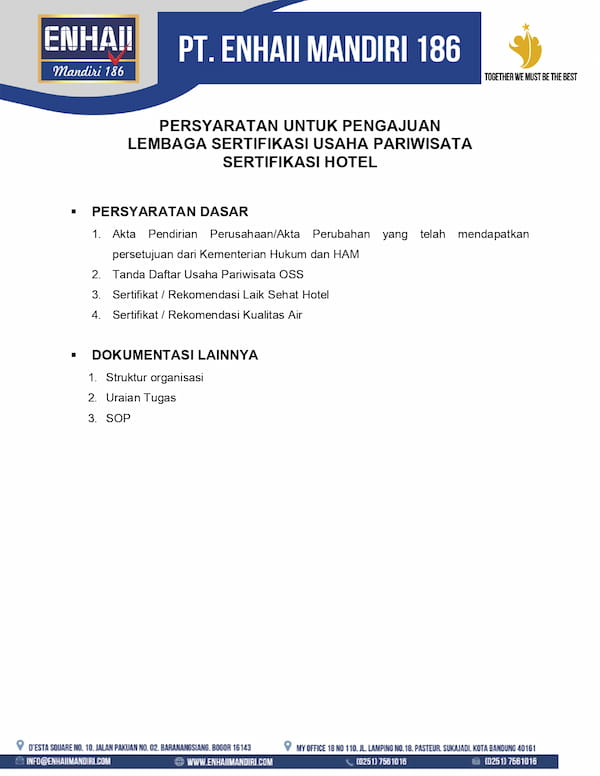 ENHAII
Mandiri 186
PT. ENHAII MANDIRI 186
TOGETHER WE MUST BE THE BEST
PERSYARATAN UNTUK PENGAJUAN
LEMBAGA SERTIFIKASI USAHA PARIWISATA
SERTIFIKASI HOTEL
▪ PERSYARATAN DASAR
1. Akta Pendirian Perusahaan/Akta Perubahan yang telah mendapatkan
persetujuan dari Kementerian Hukum dan HAM
2. Tanda Daftar Usaha Pariwisata OSS
3. Sertifikat / Rekomendasi Laik Sehat Hotel
4. Sertifikat / Rekomendasi Kualitas Air
▪ DOKUMENTASI LAINNYA
1. Struktur organisasi
2. Uraian Tugas
3. SOP
D'ESTA SQUARE NO. 10, JALAN PAKUAN NO. 02. BARANANGSIANG. BOGOR 16143
MY OFFICE 18 NO 110, JL. LAMPING NO.18. PASTEUR. SUKAJADI. KOTA BANDUNG 40161
INFO@ENHAIIMANDIRI.COM
WWW.ENHAIIMANDIRI.COM
(0251) 7561016
(0251) 7561016